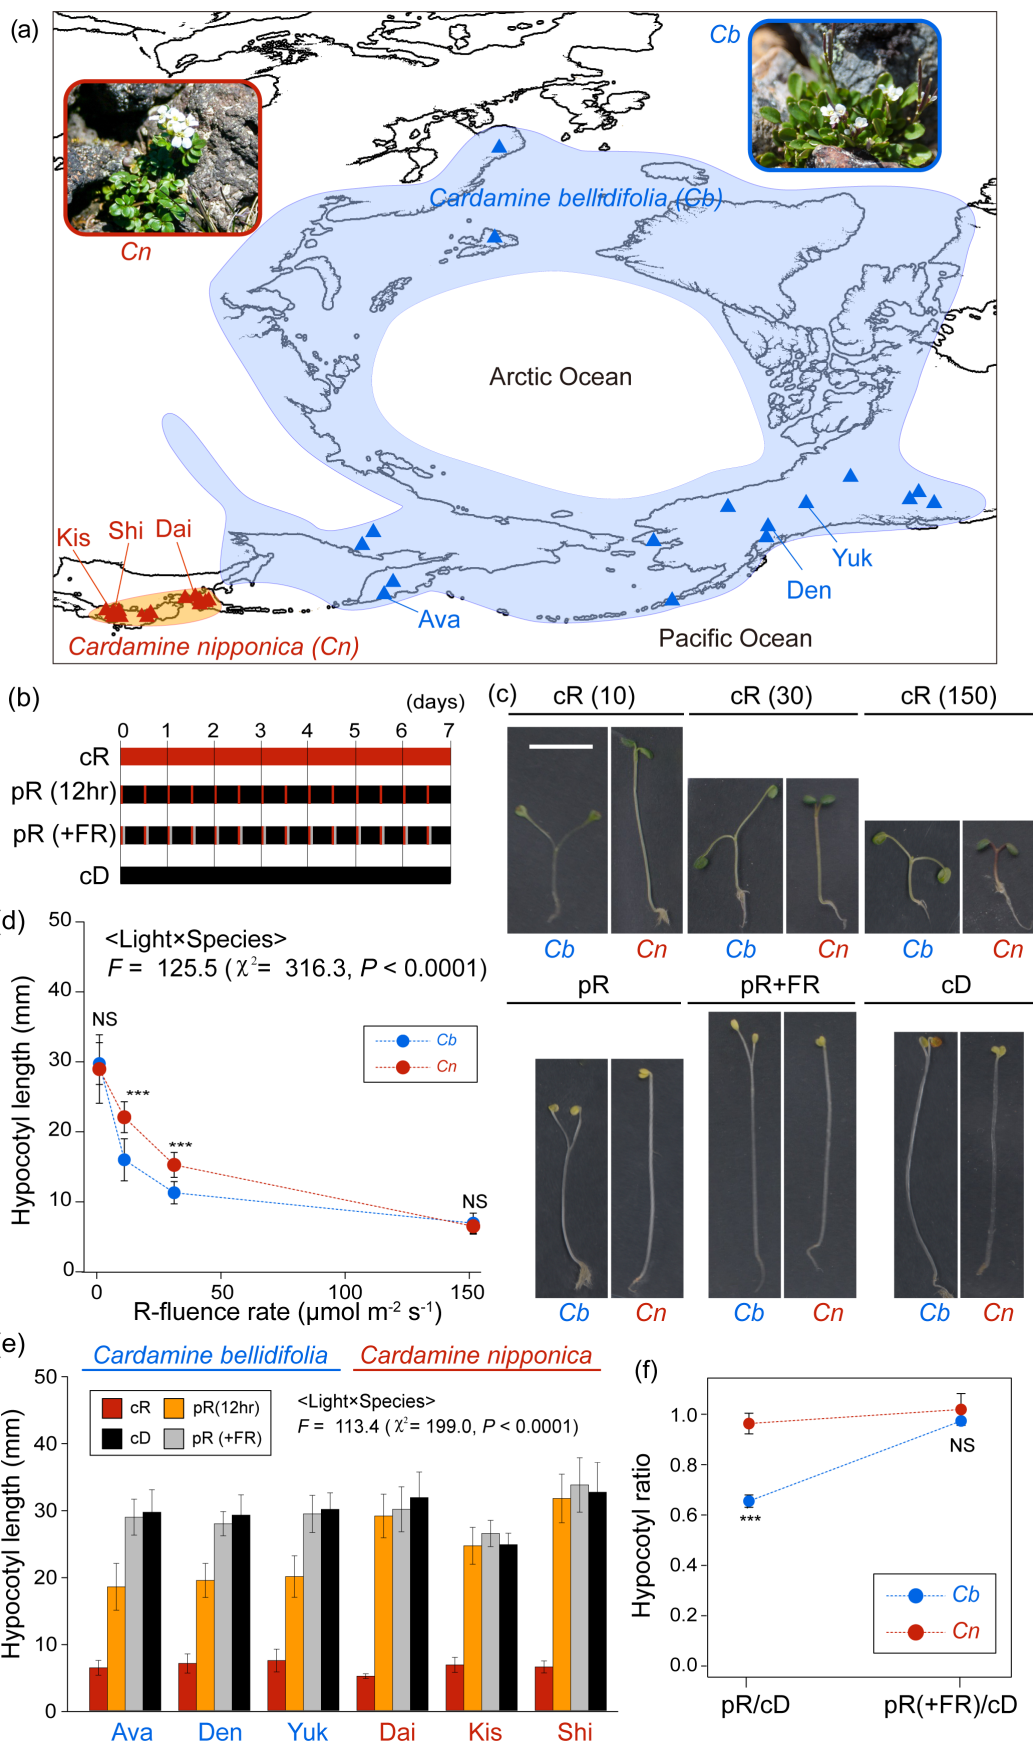 (a)
Cb
Cn
Cardamine bellidifolia (Cb)
Arctic Ocean
Kis
Shi
Dai
Yuk
Den
Ava
Pacific Ocean
Cardamine nipponica (Cn)
(b)
(days)
0 1 2 3 4 5 6 7
cR
pR (12hr)
pR (+FR)
cD
(c)
cR (10)
cR (30)
cR (150)
Cb Cn Cb Cn Cb Cn
pR
pR+FR
cD
Cb Cn Cb Cn Cb Cn
(d)
<Light×Species>
F = 125.5 (χ²= 316.3, P < 0.0001)
Hypocotyl length (mm)
50
40
30
20
10
0
NS
***
***
NS
Cb
Cn
0 50 100 150
R-fluence rate (μmol m⁻² s⁻¹)
(e)
Cardamine bellidifolia
Cardamine nipponica
<Light×Species>
F = 113.4 (χ²= 199.0, P < 0.0001)
cR pR(12hr)
cD pR (+FR)
Hypocotyl length (mm)
50
40
30
20
10
0
Ava Den Yuk Dai Kis Shi
(f)
Hypocotyl ratio
1.0
0.8
0.6
0.4
0.2
0.0
***
NS
Cb
Cn
pR/cD pR(+FR)/cD